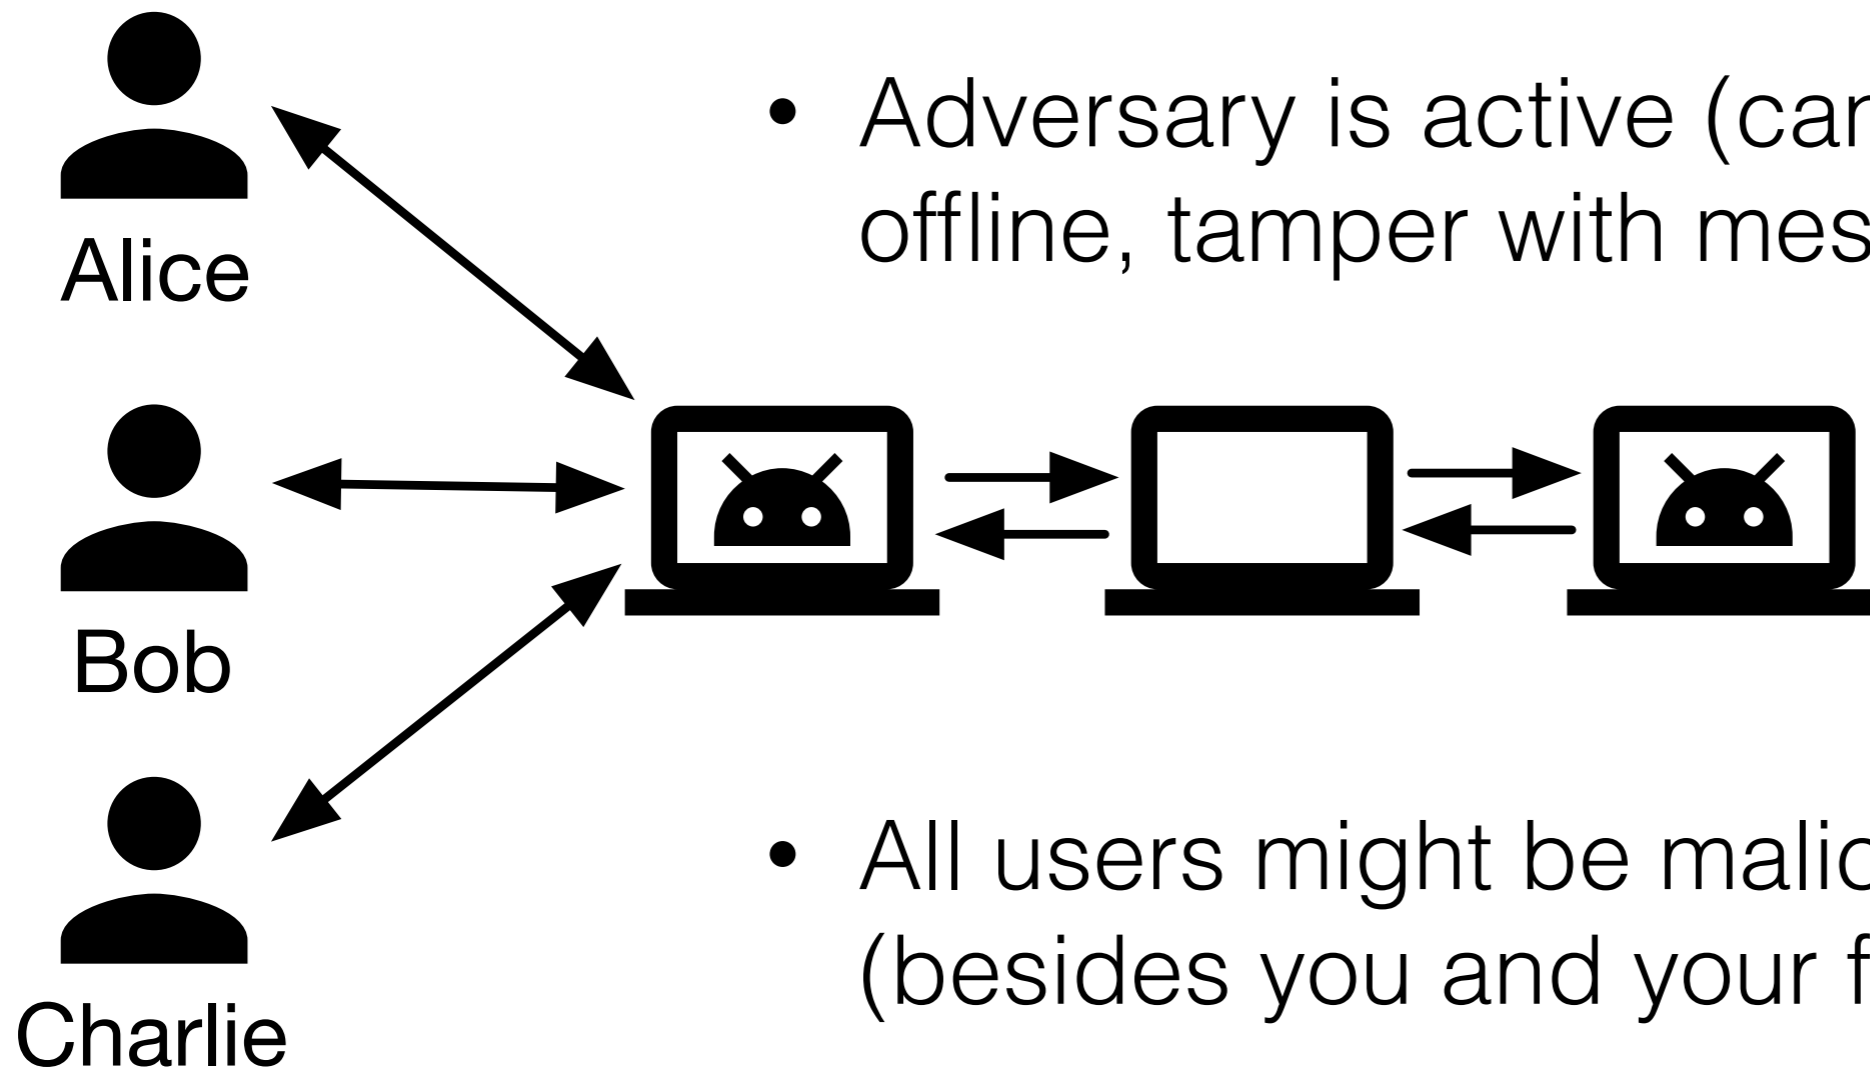 Alice
• Adversary is active (can
offline, tamper with mes
Bob
• All users might be malic
(besides you and your f
Charlie